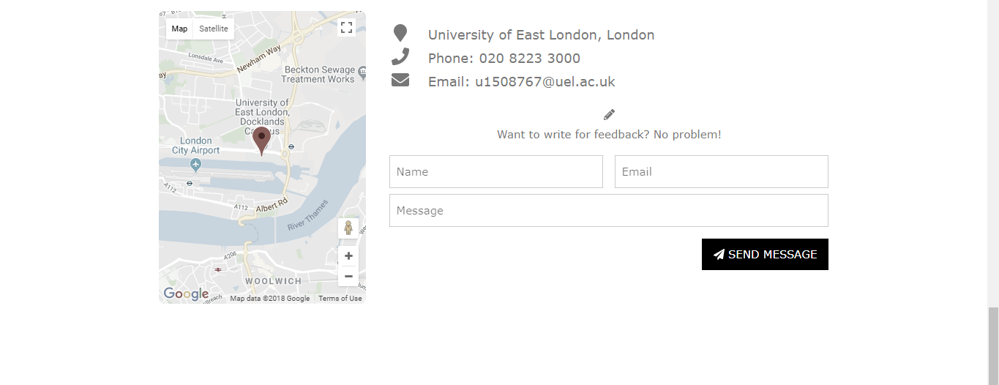 Map
Satellite
Lonsdale Ave
Newham Way
Beckton Sewage
Treatment Works
University of
East London,
Docklands
London
City Airport
A112
A112
Albert Rd
River Thames
A206
WOOLWICH
Google
Map data ©2018 Google
Terms of Use
University of East London, London
Phone: 020 8223 3000
Email: u1508767@uel.ac.uk
Want to write for feedback? No problem!
Name
Email
Message
SEND MESSAGE